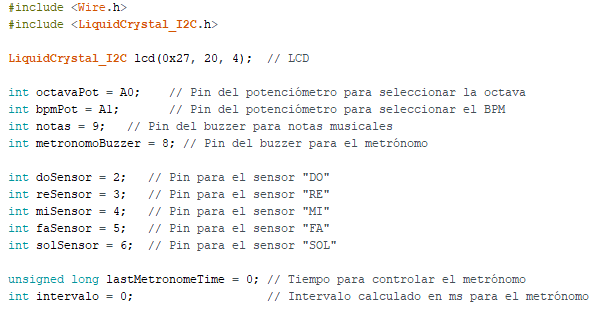 #include <Wire.h>
#include <LiquidCrystal_I2C.h>
LiquidCrystal_I2C lcd(0x27, 20, 4);  // LCD
int octavaPot = A0;    // Pin del potenciómetro para seleccionar la octava
int bpmPot = A1;       // Pin del potenciómetro para seleccionar el BPM
int notas = 9;   // Pin del buzzer para notas musicales
int metronomoBuzzer = 8; // Pin del buzzer para el metrónomo
int doSensor = 2;   // Pin para el sensor "DO"
int reSensor = 3;   // Pin para el sensor "RE"
int miSensor = 4;   // Pin para el sensor "MI"
int faSensor = 5;   // Pin para el sensor "FA"
int solSensor = 6;  // Pin para el sensor "SOL"
unsigned long lastMetronomeTime = 0; // Tiempo para controlar el metrónomo
int intervalo = 0;                   // Intervalo calculado en ms para el metrónomo